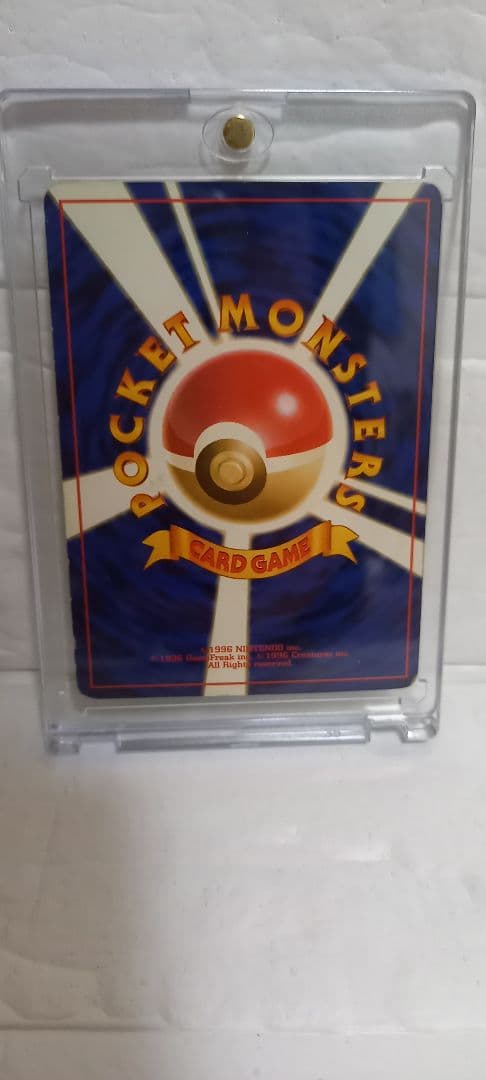 POCKET MONSTERS
CARD GAME
©1996 NINTENDO inc.
©1996 Game Freak inc. ©1996 Creatures inc.
All Rights reserved.